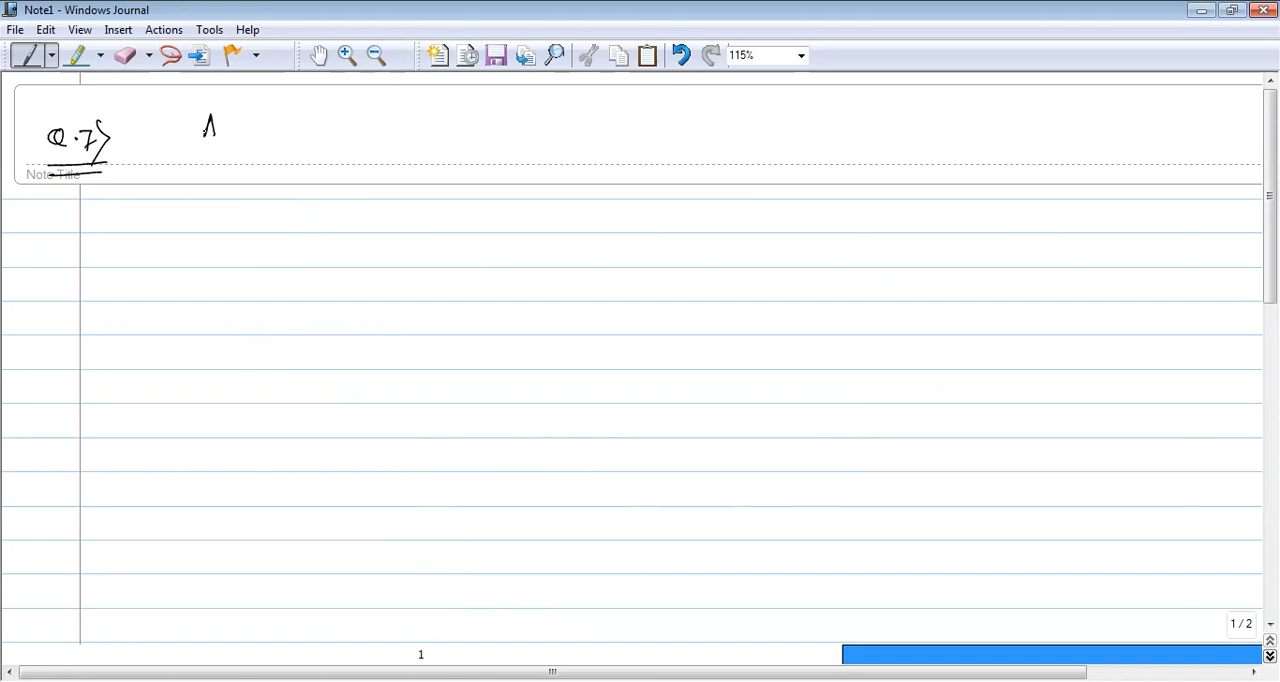 Note1 - Windows Journal
File Edit View Insert Actions Tools Help
115%
Q.7>
Note Title
1 / 2
1